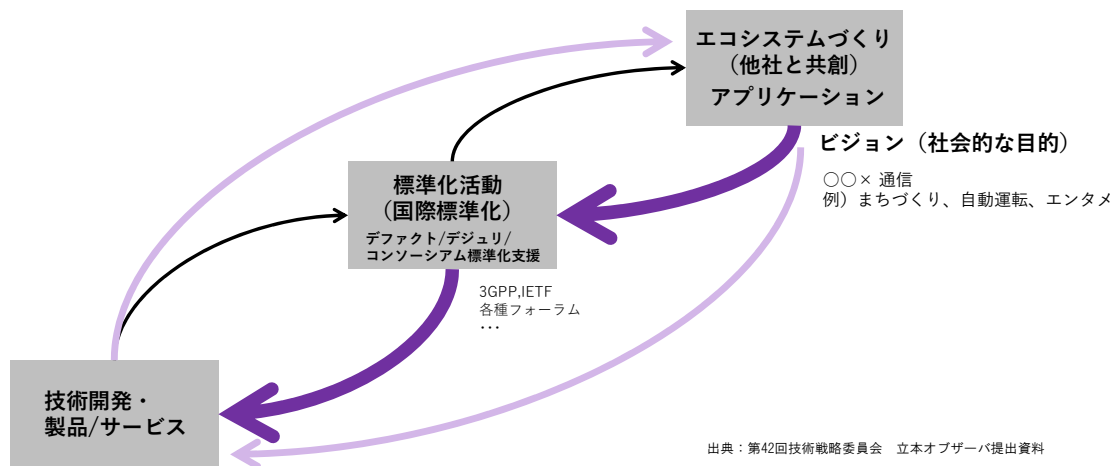 エコシステムづくり
(他社と共創)
アプリケーション
ビジョン(社会的な目的)
○○× 通信
例)まちづくり、自動運転、エンタメ
標準化活動
(国際標準化)
デファクト/デジュリ/
コンソーシアム標準化支援
3GPP,IETF
各種フォーラム
・・・
技術開発・
製品/サービス
出典:第42回技術戦略委員会 立本オブザーバ提出資料